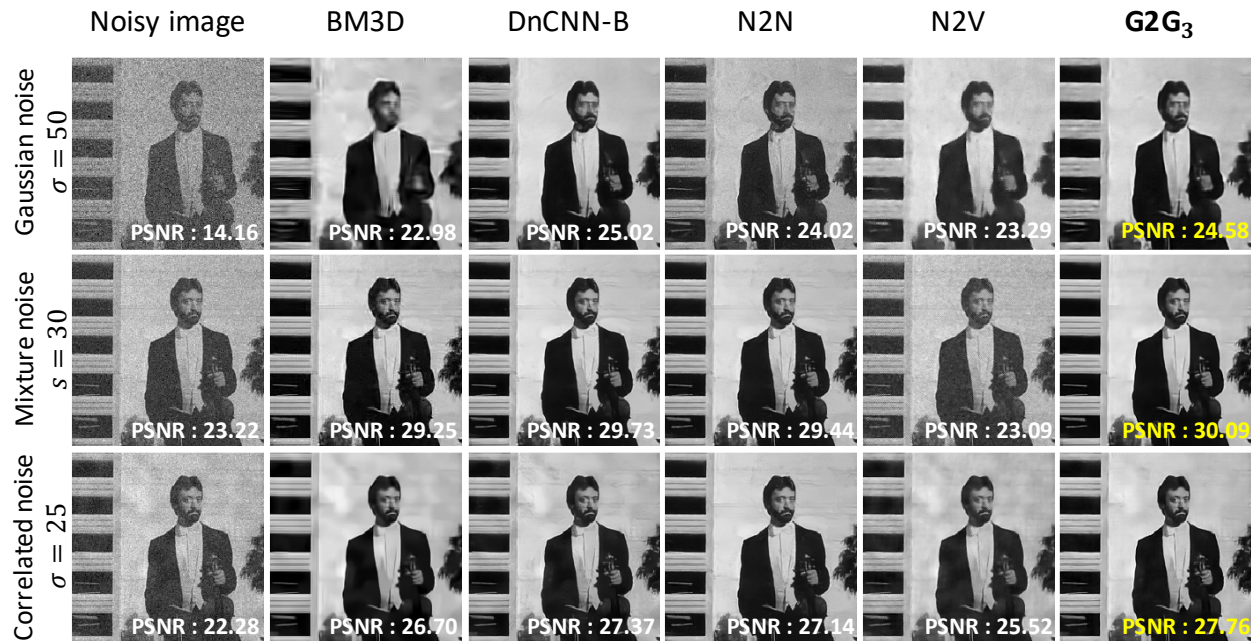 Noisy image BM3D DnCNN-B N2N N2V G2G₃
Gaussian noise
σ = 50
PSNR : 14.16 PSNR : 22.98 PSNR : 25.02 PSNR : 24.02 PSNR : 23.29 PSNR : 24.58
Mixture noise
s = 30
PSNR : 23.22 PSNR : 29.25 PSNR : 29.73 PSNR : 29.44 PSNR : 23.09 PSNR : 30.09
Correlated noise
σ = 25
PSNR : 22.28 PSNR : 26.70 PSNR : 27.37 PSNR : 27.14 PSNR : 25.52 PSNR : 27.76